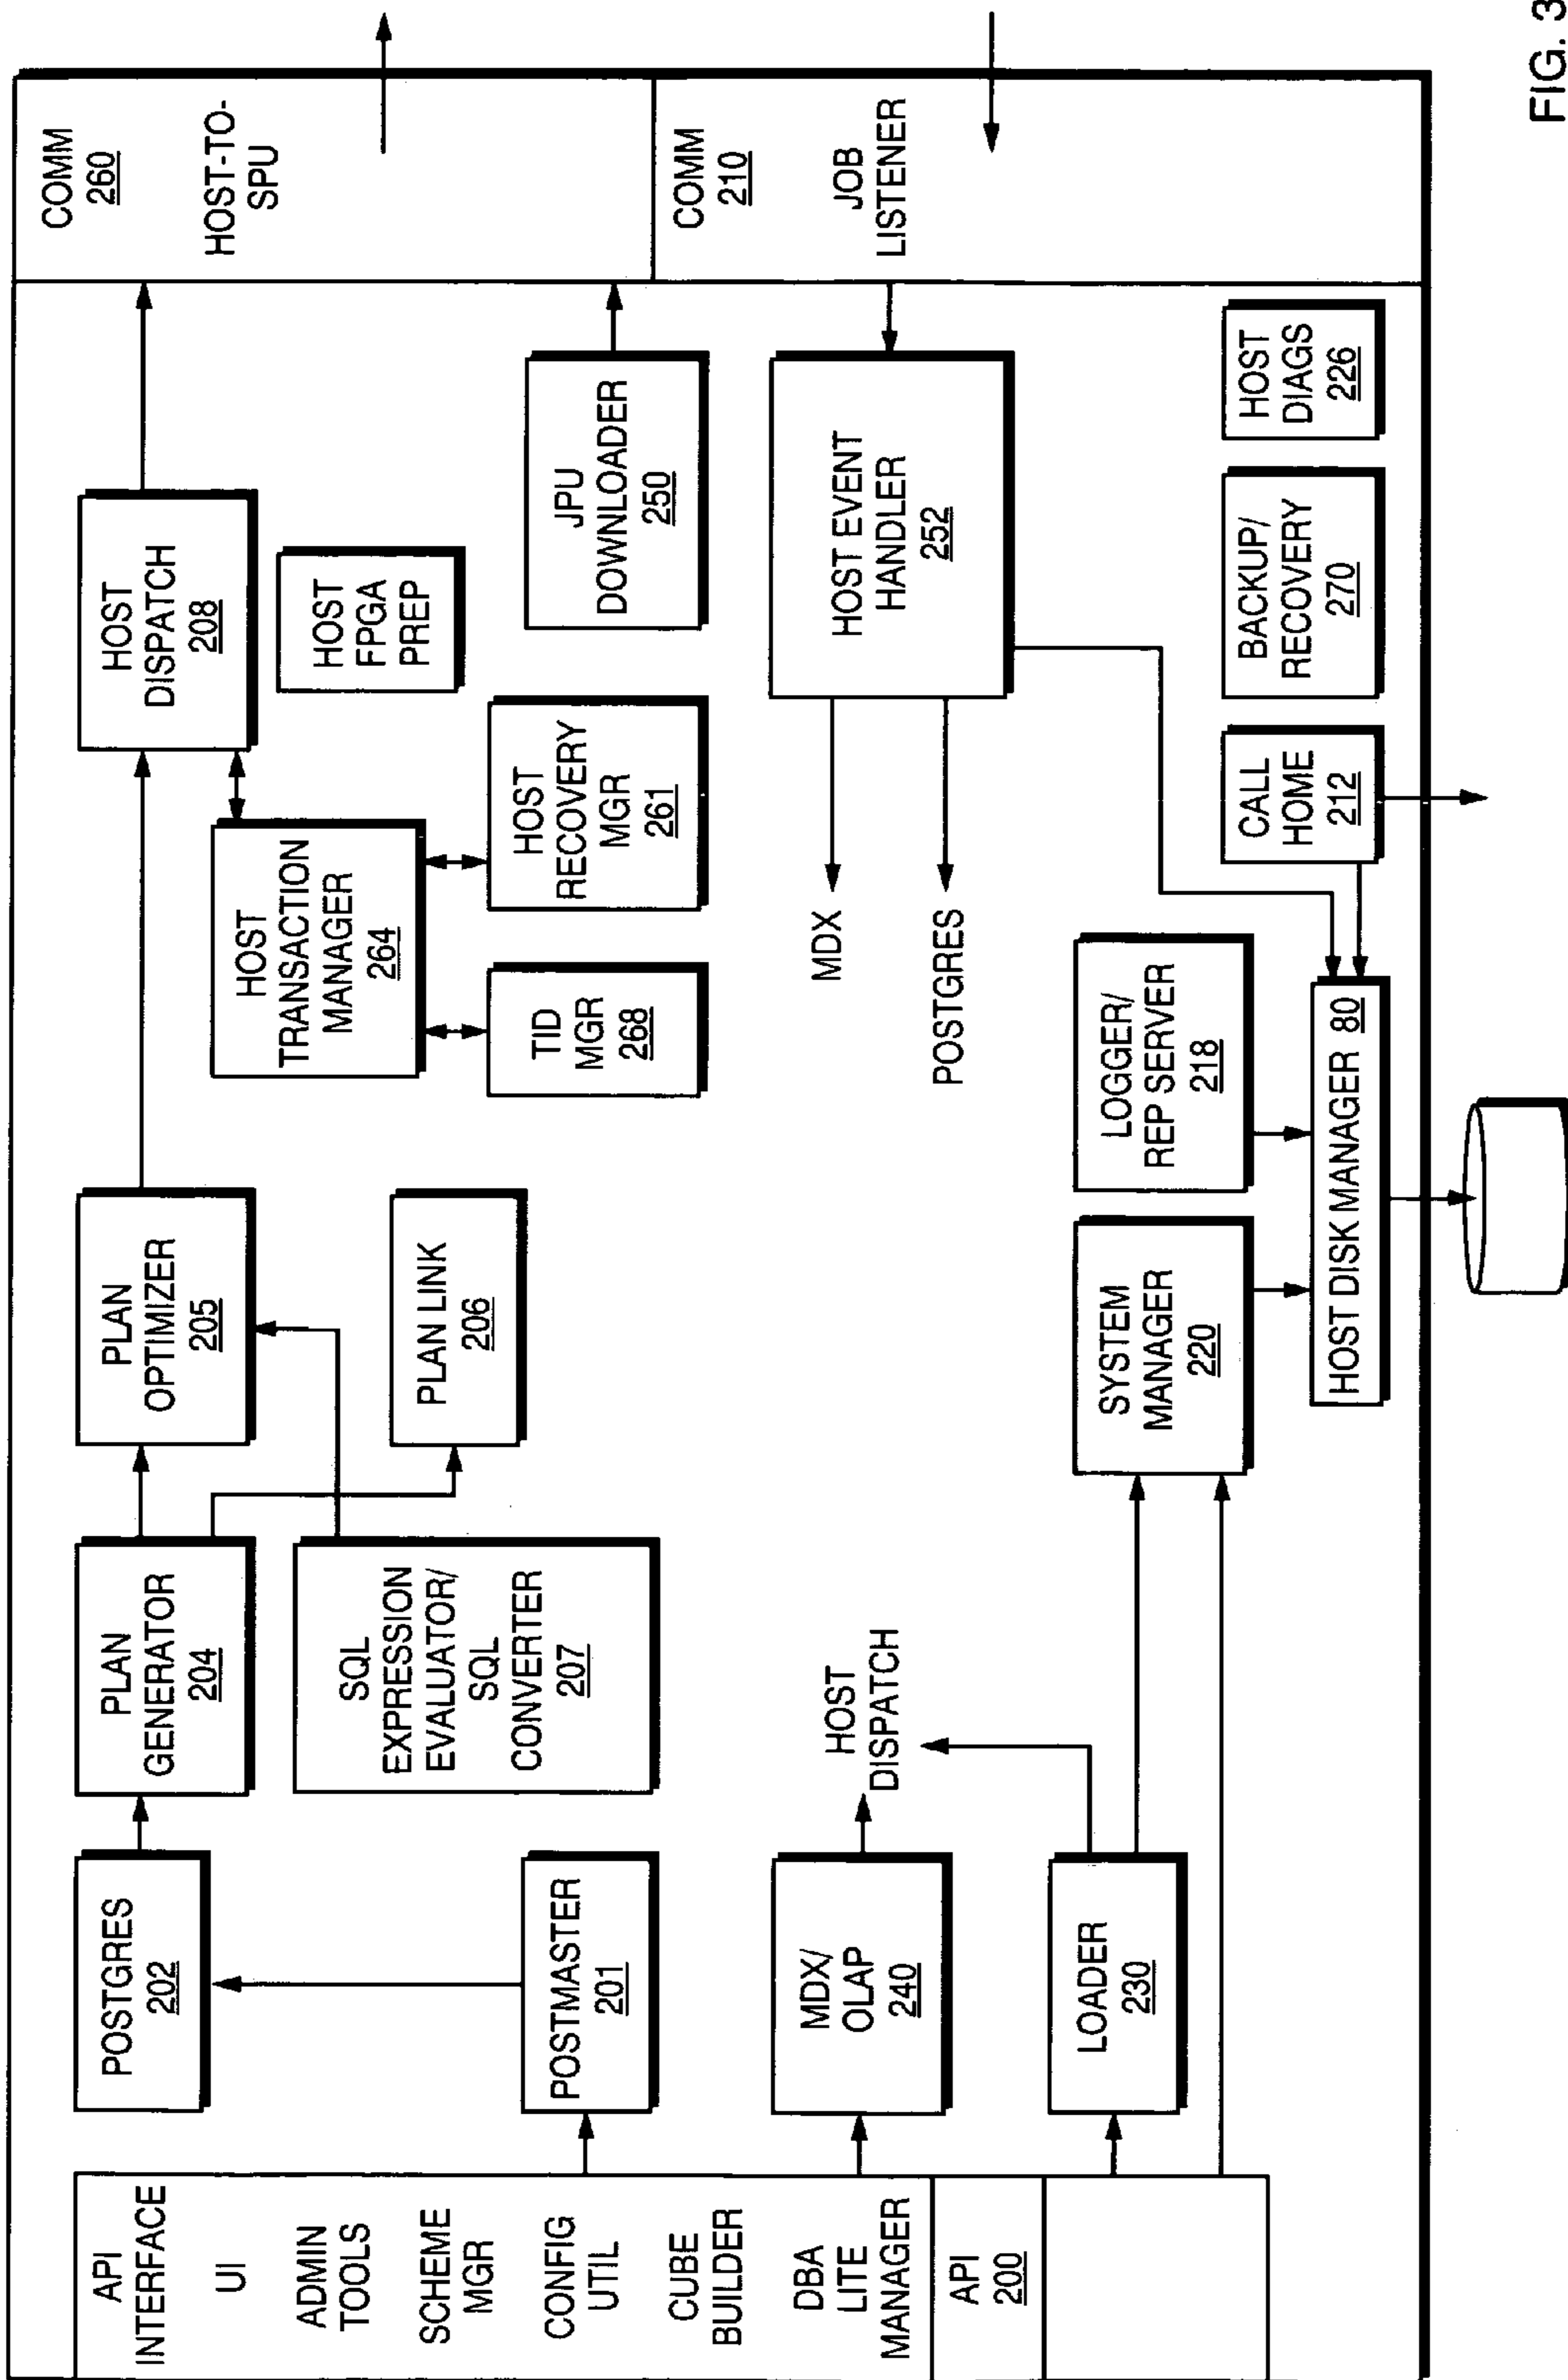 API
INTERFACE
UI
ADMIN
TOOLS
SCHEME
MGR
CONFIG
UTIL
CUBE
BUILDER
DBA
LITE
MANAGER
API
200
POSTGRES
202
POSTMASTER
201
MDX/
OLAP
240
LOADER
230
PLAN
GENERATOR
204
SQL
EXPRESSION
EVALUATOR/
SQL
CONVERTER
207
HOST
DISPATCH
PLAN
OPTIMIZER
205
PLAN LINK
206
SYSTEM
MANAGER
220
LOGGER/
REP SERVER
218
HOST DISK MANAGER 80
HOST
TRANSACTION
MANAGER
264
TID
MGR
268
HOST
RECOVERY
MGR
261
MDX
POSTGRES
HOST
DISPATCH
208
HOST
FPGA
PREP
JPU
DOWNLOADER
250
HOST EVENT
HANDLER
252
CALL
HOME
212
BACKUP/
RECOVERY
270
HOST
DIAGS
226
COMM
260
HOST-TO-
SPU
COMM
210
JOB
LISTENER
FIG. 3